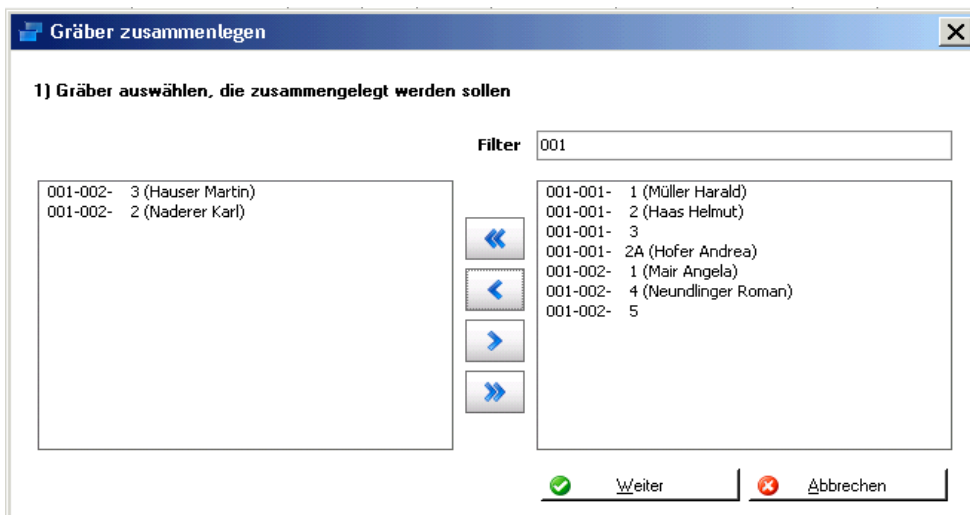 Gräber zusammenlegen
1) Gräber auswählen, die zusammengelegt werden sollen
Filter 001
001-002- 3 (Hauser Martin)
001-002- 2 (Naderer Karl)
001-001- 1 (Müller Harald)
001-001- 2 (Haas Helmut)
001-001- 3
001-001- 2A (Hofer Andrea)
001-002- 1 (Mair Angela)
001-002- 4 (Neundlinger Roman)
001-002- 5
Weiter Abbrechen